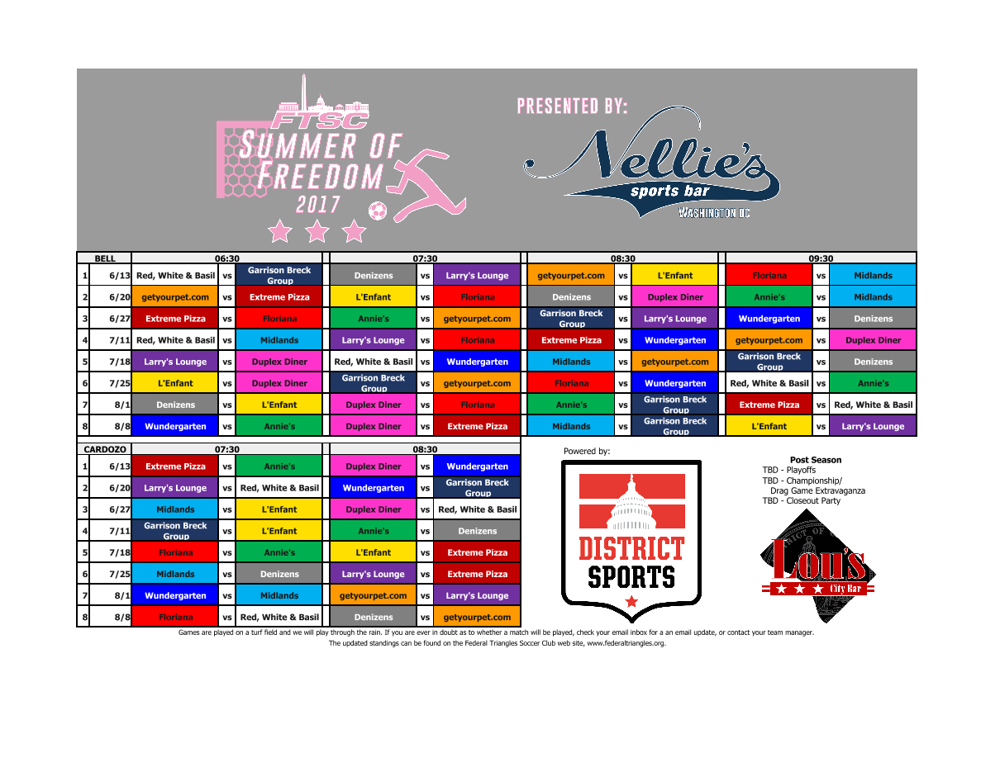 FTSC
SUMMER OF
FREEDOM
2017
PRESENTED BY:
Nellie's
sports bar
WASHINGTON DC
BELL 06:30 07:30 08:30 09:30
1 6/13 Red, White & Basil vs Garrison Breck Group Denizens vs Larry's Lounge getyourpet.com vs L'Enfant Floriana vs Midlands
2 6/20 getyourpet.com vs Extreme Pizza L'Enfant vs Floriana Denizens vs Duplex Diner Annie's vs Midlands
3 6/27 Extreme Pizza vs Floriana Annie's vs getyourpet.com Garrison Breck Group vs Larry's Lounge Wundergarten vs Denizens
4 7/11 Red, White & Basil vs Midlands Larry's Lounge vs Floriana Extreme Pizza vs Wundergarten getyourpet.com vs Duplex Diner
5 7/18 Larry's Lounge vs Duplex Diner Red, White & Basil vs Wundergarten Midlands vs getyourpet.com Garrison Breck Group vs Denizens
6 7/25 L'Enfant vs Duplex Diner Garrison Breck Group vs getyourpet.com Floriana vs Wundergarten Red, White & Basil vs Annie's
7 8/1 Denizens vs L'Enfant Duplex Diner vs Floriana Annie's vs Garrison Breck Group Extreme Pizza vs Red, White & Basil
8 8/8 Wundergarten vs Annie's Duplex Diner vs Extreme Pizza Midlands vs Garrison Breck Group L'Enfant vs Larry's Lounge
CARDOZO 07:30 08:30
1 6/13 Extreme Pizza vs Annie's Duplex Diner vs Wundergarten
2 6/20 Larry's Lounge vs Red, White & Basil Wundergarten vs Garrison Breck Group
3 6/27 Midlands vs L'Enfant Duplex Diner vs Red, White & Basil
4 7/11 Garrison Breck Group vs L'Enfant Annie's vs Denizens
5 7/18 Floriana vs Annie's L'Enfant vs Extreme Pizza
6 7/25 Midlands vs Denizens Larry's Lounge vs Extreme Pizza
7 8/1 Wundergarten vs Midlands getyourpet.com vs Larry's Lounge
8 8/8 Floriana vs Red, White & Basil Denizens vs getyourpet.com
Powered by:
DISTRICT
SPORTS
Post Season
TBD - Playoffs
TBD - Championship/
Drag Game Extravaganza
TBD - Closeout Party
Lou's
City Bar
Games are played on a turf field and we will play through the rain. If you are ever in doubt as to whether a match will be played, check your email inbox for a an email update, or contact your team manager.
The updated standings can be found on the Federal Triangles Soccer Club web site, www.federaltriangles.org.